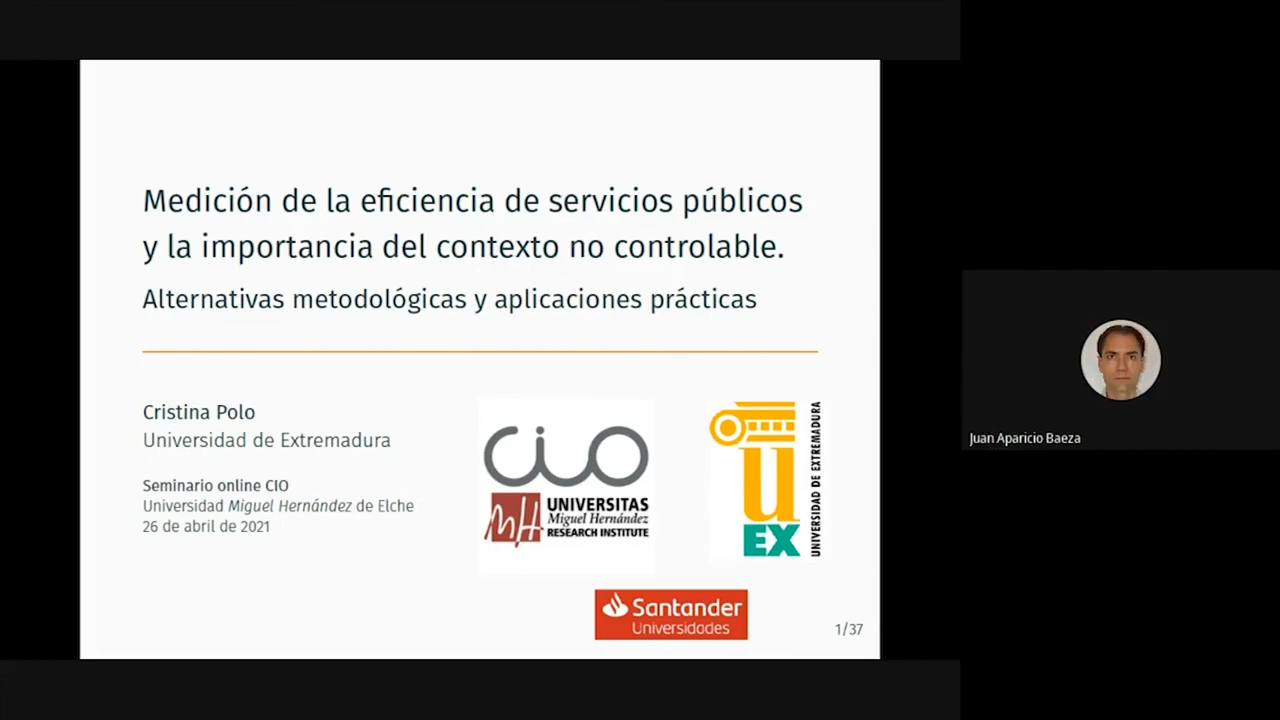 Medición de la eficiencia de servicios públicos
y la importancia del contexto no controlable.
Alternativas metodológicas y aplicaciones prácticas
Cristina Polo
Universidad de Extremadura
Seminario online CIO
Universidad Miguel Hernández de Elche
26 de abril de 2021
cio
MH
UNIVERSITAS
Miguel Hernández
RESEARCH INSTITUTE
u
EX
UNIVERSIDAD DE EXTREMADURA
Santander
Universidades
1/37
Juan Aparicio Baeza